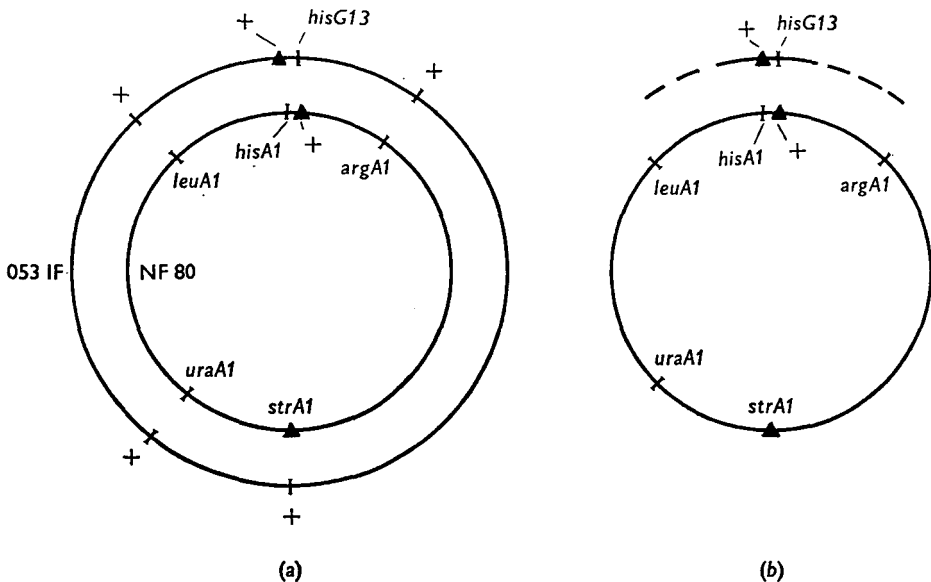 + hisG13 +
+
hisA1 +
leuA1 argA1
053 IF NF 80
uraA1 strA1
+
+
(a)
+ hisG13
hisA1 +
leuA1 argA1
uraA1 strA1
(b)